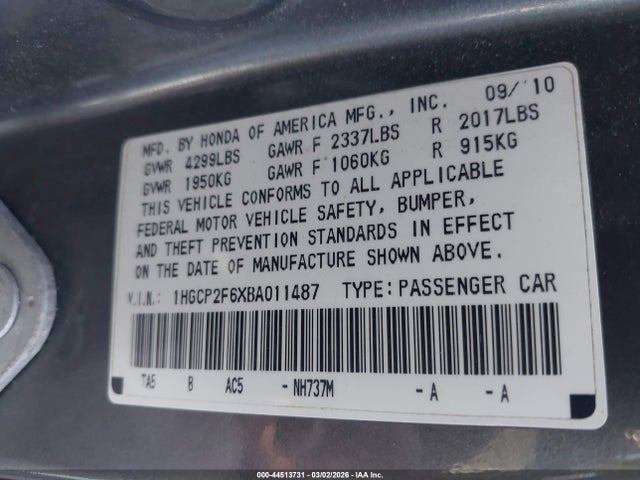 MFD. BY HONDA OF AMERICA MFG., INC. 09/'10
GVWR 4299LBS GAWR F 2337LBS R 2017LBS
GVWR 1950KG GAWR F 1060KG R 915KG
THIS VEHICLE CONFORMS TO ALL APPLICABLE
FEDERAL MOTOR VEHICLE SAFETY, BUMPER,
AND THEFT PREVENTION STANDARDS IN EFFECT
ON THE DATE OF MANUFACTURE SHOWN ABOVE.
V.I.N.: 1HGCP2F6XBA011487 TYPE: PASSENGER CAR
TA5 B AC5 - NH737M - A - A
000-44513731 - 03/02/2026 - IAA Inc.